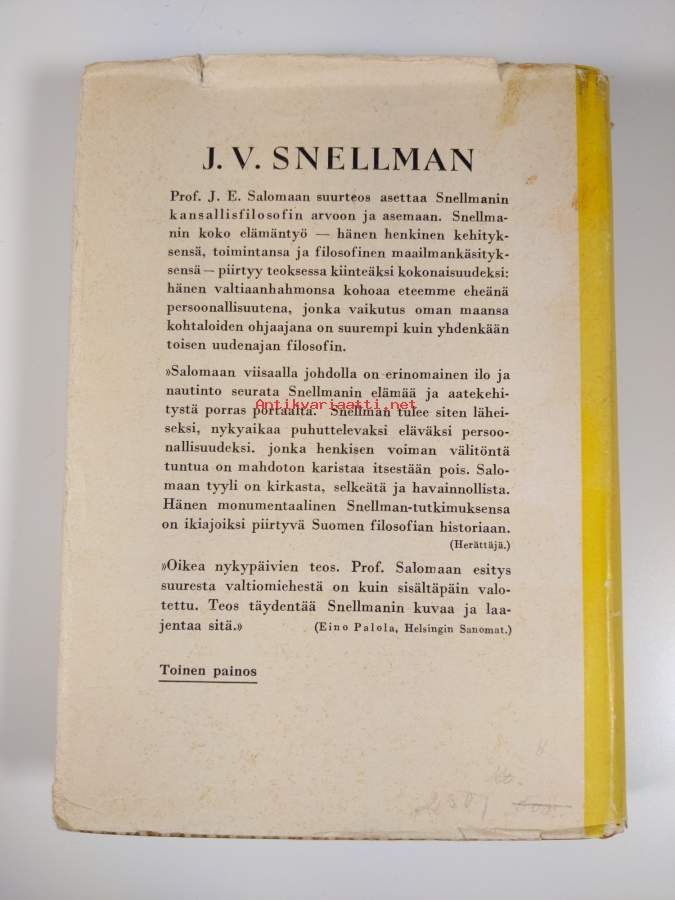 J. V. SNELLMAN
Prof. J. E. Salomaan suurteos asettaa Snellmanin
kansallisfilosofin arvoon ja asemaan. Snellma-
nin koko elämäntyö — hänen henkinen kehityk-
sensä, toimintansa ja filosofinen maailmankäsityk-
sensä — piirtyy teoksessa kiinteäksi kokonaisuudeksi:
hänen valtiaanhahmonsa kohoaa eteemme eheänä
persoonallisuutena, jonka vaikutus oman maansa
kohtaloiden ohjaajana on suurempi kuin yhdenkään
toisen uudenajan filosofin.
»Salomaan viisaalla johdolla on erinomainen ilo ja
nautinto seurata Snellmanin elämää ja aatekehi-
tystä porras portaalta. Snellman tulee siten lähei-
Antikvariaatti.net
seksi, nykyaikaa puhuttelevaksi eläväksi persoo-
nallisuudeksi. jonka henkisen voiman välitöntä
tuntua on mahdoton karistaa itsestään pois. Salo-
maan tyyli on kirkasta, selkeätä ja havainnollista.
Hänen monumentaalinen Snellman-tutkimuksensa
on ikiajoiksi piirtyvä Suomen filosofian historiaan.
(Herättäjä.)
»Oikea nykypäivien teos. Prof. Salomaan esitys
suuresta valtiomiehestä on kuin sisältäpäin valo-
tettu. Teos täydentää Snellmanin kuvaa ja laa-
jentaa sitä.» (Eino Palola, Helsingin Sanomat.)
Toinen painos